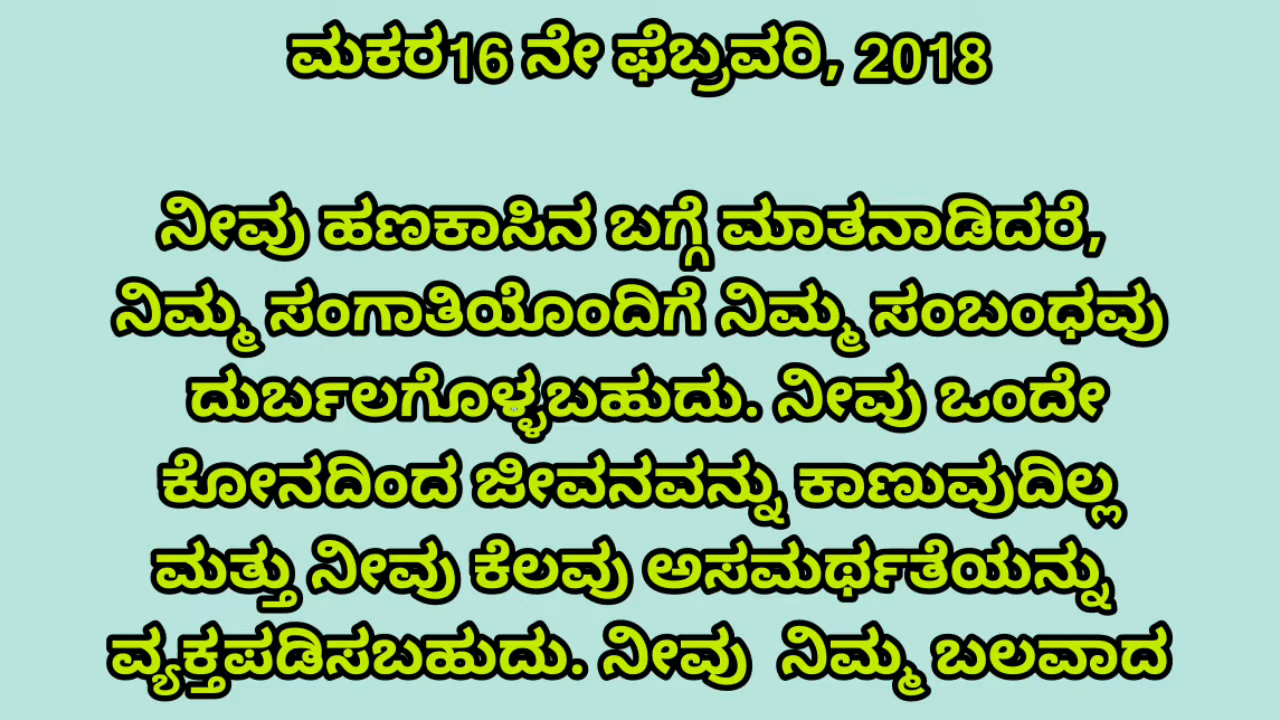 ಮಕರ16 ನೇ ಫೆಬ್ರವರಿ, 2018
ನೀವು ಹಣಕಾಸಿನ ಬಗ್ಗೆ ಮಾತನಾಡಿದರೆ,
ನಿಮ್ಮ ಸಂಗಾತಿಯೊಂದಿಗೆ ನಿಮ್ಮ ಸಂಬಂಧವು
ದುರ್ಬಲಗೊಳ್ಳಬಹುದು. ನೀವು ಒಂದೇ
ಕೋನದಿಂದ ಜೀವನವನ್ನು ಕಾಣುವುದಿಲ್ಲ
ಮತ್ತು ನೀವು ಕೆಲವು ಅಸಮರ್ಥತೆಯನ್ನು
ವ್ಯಕ್ತಪಡಿಸಬಹುದು. ನೀವು  ನಿಮ್ಮ ಬಲವಾದ